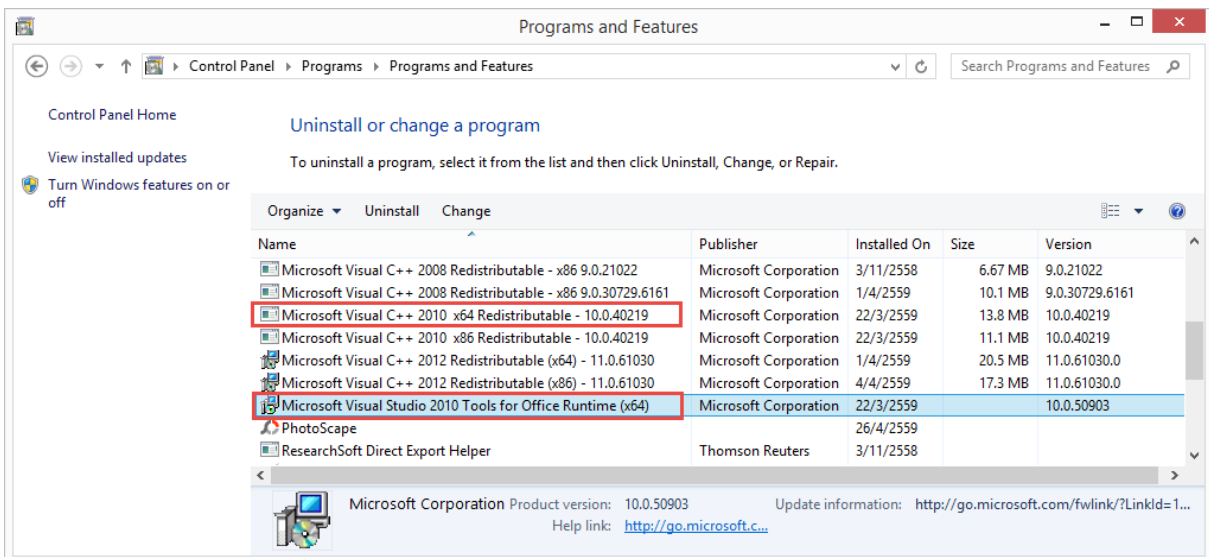 Programs and Features
Control Panel Programs Programs and Features Search Programs and Features
Control Panel Home
View installed updates
Turn Windows features on or
off
Uninstall or change a program
To uninstall a program, select it from the list and then click Uninstall, Change, or Repair.
Organize Uninstall Change
Name Publisher Installed On Size Version
Microsoft Visual C++ 2008 Redistributable - x86 9.0.21022 Microsoft Corporation 3/11/2558 6.67 MB 9.0.21022
Microsoft Visual C++ 2008 Redistributable - x86 9.0.30729.6161 Microsoft Corporation 1/4/2559 10.1 MB 9.0.30729.6161
Microsoft Visual C++ 2010 x64 Redistributable - 10.0.40219 Microsoft Corporation 22/3/2559 13.8 MB 10.0.40219
Microsoft Visual C++ 2010 x86 Redistributable - 10.0.40219 Microsoft Corporation 22/3/2559 11.1 MB 10.0.40219
Microsoft Visual C++ 2012 Redistributable (x64) - 11.0.61030 Microsoft Corporation 1/4/2559 20.5 MB 11.0.61030.0
Microsoft Visual C++ 2012 Redistributable (x86) - 11.0.61030 Microsoft Corporation 4/4/2559 17.3 MB 11.0.61030.0
Microsoft Visual Studio 2010 Tools for Office Runtime (x64) Microsoft Corporation 22/3/2559 10.0.50903
PhotoScape 26/4/2559
ResearchSoft Direct Export Helper Thomson Reuters 3/11/2558
Microsoft Corporation Product version: 10.0.50903 Update information: http://go.microsoft.com/fwlink/?LinkId=1...
Help link: http://go.microsoft.c...